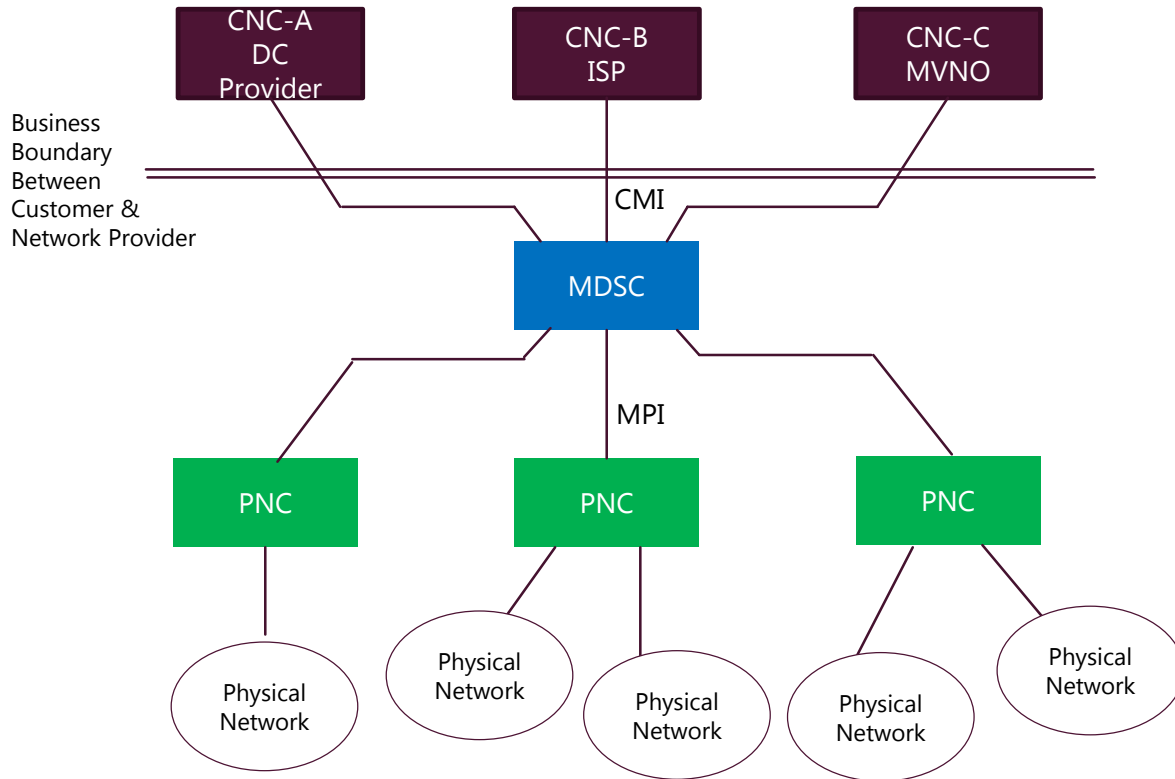 CNC-A
DC
Provider
CNC-B
ISP
CNC-C
MVNO
Business
Boundary
Between
Customer &
Network Provider
CMI
MDSC
MPI
PNC
PNC
PNC
Physical
Network
Physical
Network
Physical
Network
Physical
Network
Physical
Network